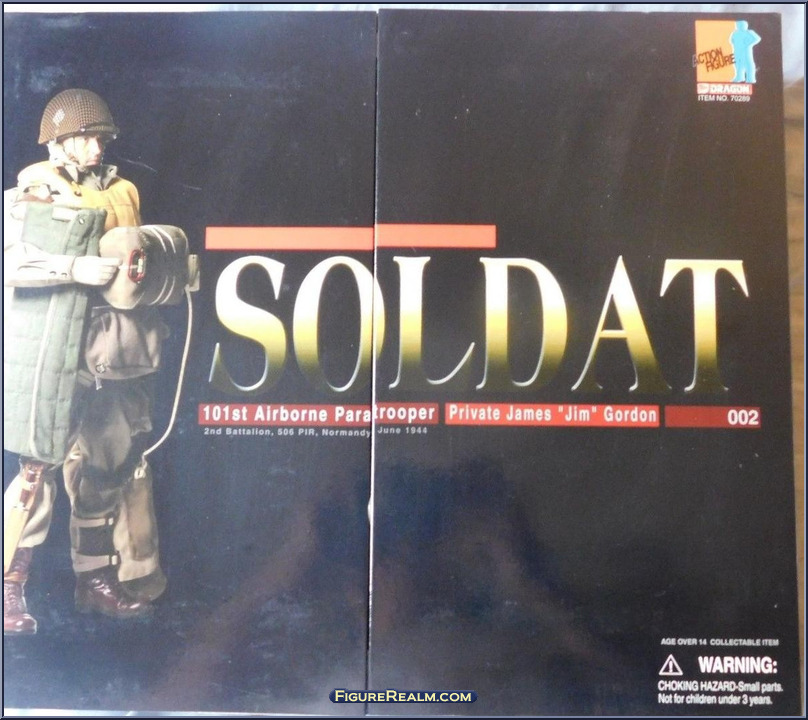 ACTION
FIGURE
DRAGON
ITEM NO. 70289
SOLDAT
101st Airborne Paratrooper Private James "Jim" Gordon 002
2nd Battalion, 506 PIR, Normandy, June 1944
AGE OVER 14 COLLECTABLE ITEM
WARNING:
CHOKING HAZARD-Small parts.
Not for children under 3 years.
FIGUREREALM.COM